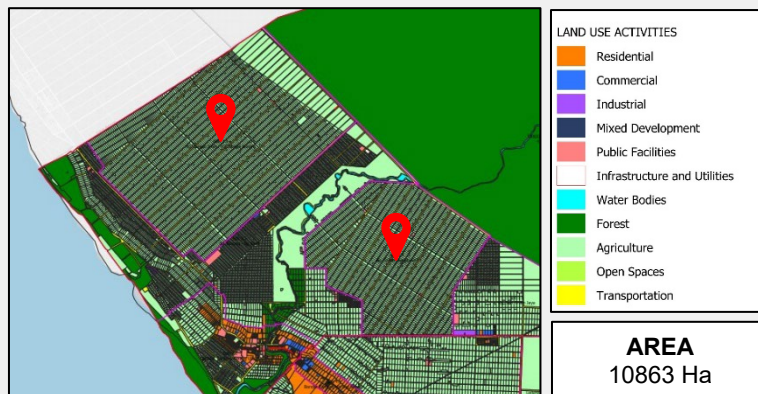 LAND USE ACTIVITIES
Residential
Commercial
Industrial
Mixed Development
Public Facilities
Infrastructure and Utilities
Water Bodies
Forest
Agriculture
Open Spaces
Transportation
AREA
10863 Ha